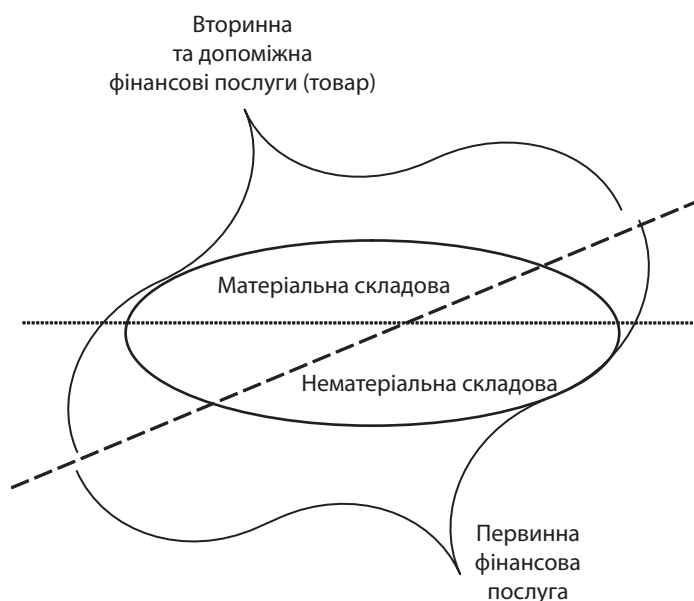 Вторинна
та допоміжна
фінансові послуги (товар)
Матеріальна складова
Нематеріальна складова
Первинна
фінансова
послуга